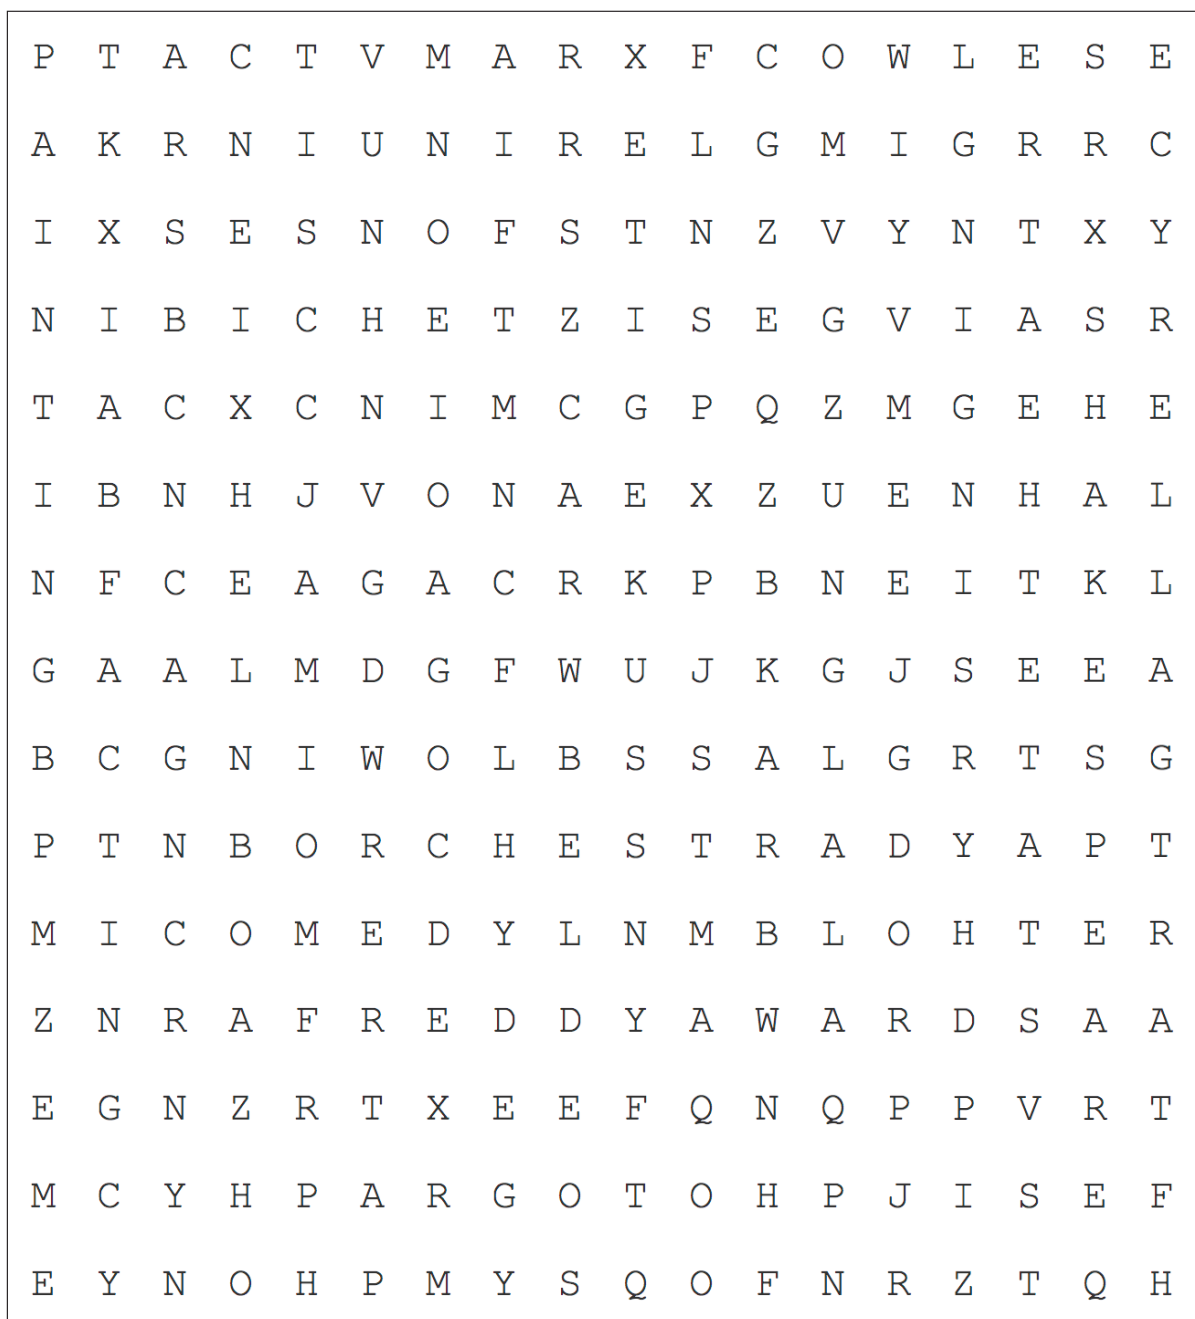 P T A C T V M A R X F C O W L E S E
A K R N I U N I R E L G M I G R R C
I X S E S N O F S T N Z V Y N T X Y
N I B I C H E T Z I S E G V I A S R
T A C X C N I M C G P Q Z M G E H E
I B N H J V O N A E X Z U E N H A L
N F C E A G A C R K P B N E I T K L
G A A L M D G F W U J K G J S E E A
B C G N I W O L B S S A L G R T S G
P T N B O R C H E S T R A D Y A P T
M I C O M E D Y L N M B L O H T E R
Z N R A F R E D D Y A W A R D S A A
E G N Z R T X E E F Q N Q P P V R T
M C Y H P A R G O T O H P J I S E F
E Y N O H P M Y S Q O F N R Z T Q H